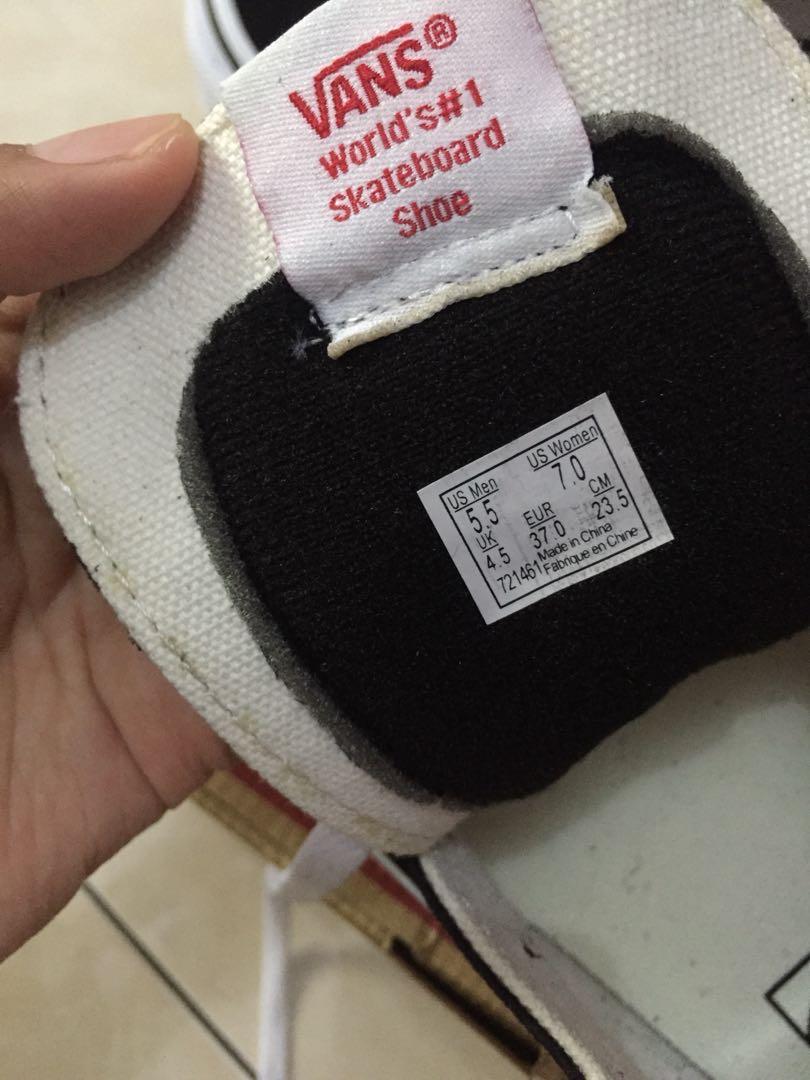 VANS®
World's#1
Skateboard
Shoe
US Men US Women
5.5 7.0
UK EUR CM
4.5 37.0 23.5
721461 Made in China
Fabrique en Chine